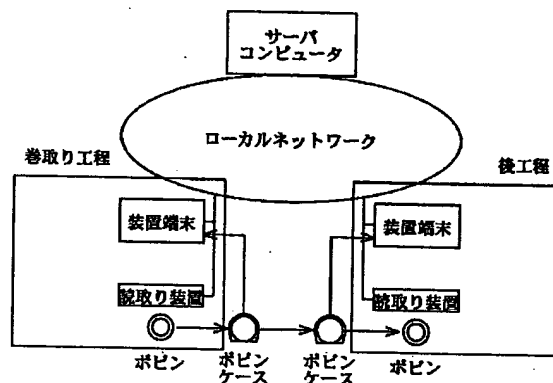 サーバ
コンピュータ
ローカルネットワーク
巻取り工程
後工程
装置端末
装置端末
読取り装置
読取り装置
ボビン
ボビン
ケース
ボビン
ケース
ボビン